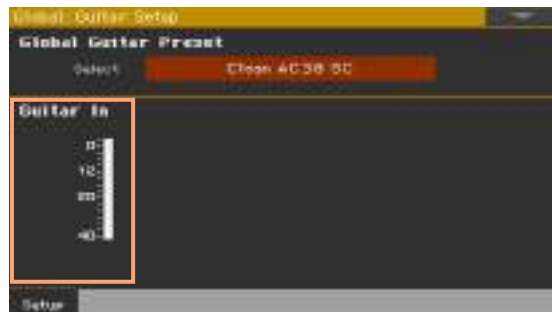 Global: Guitar Setup
Global Guitar Preset
Select
Clean AC30 SC
Guitar In
0
12
20
40
Setup